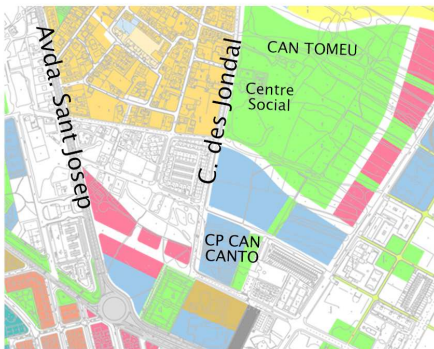 CAN TOMEU
Centre
Social
Avda. Sant Josep
C. des Jondal
CP CAN
CANTO